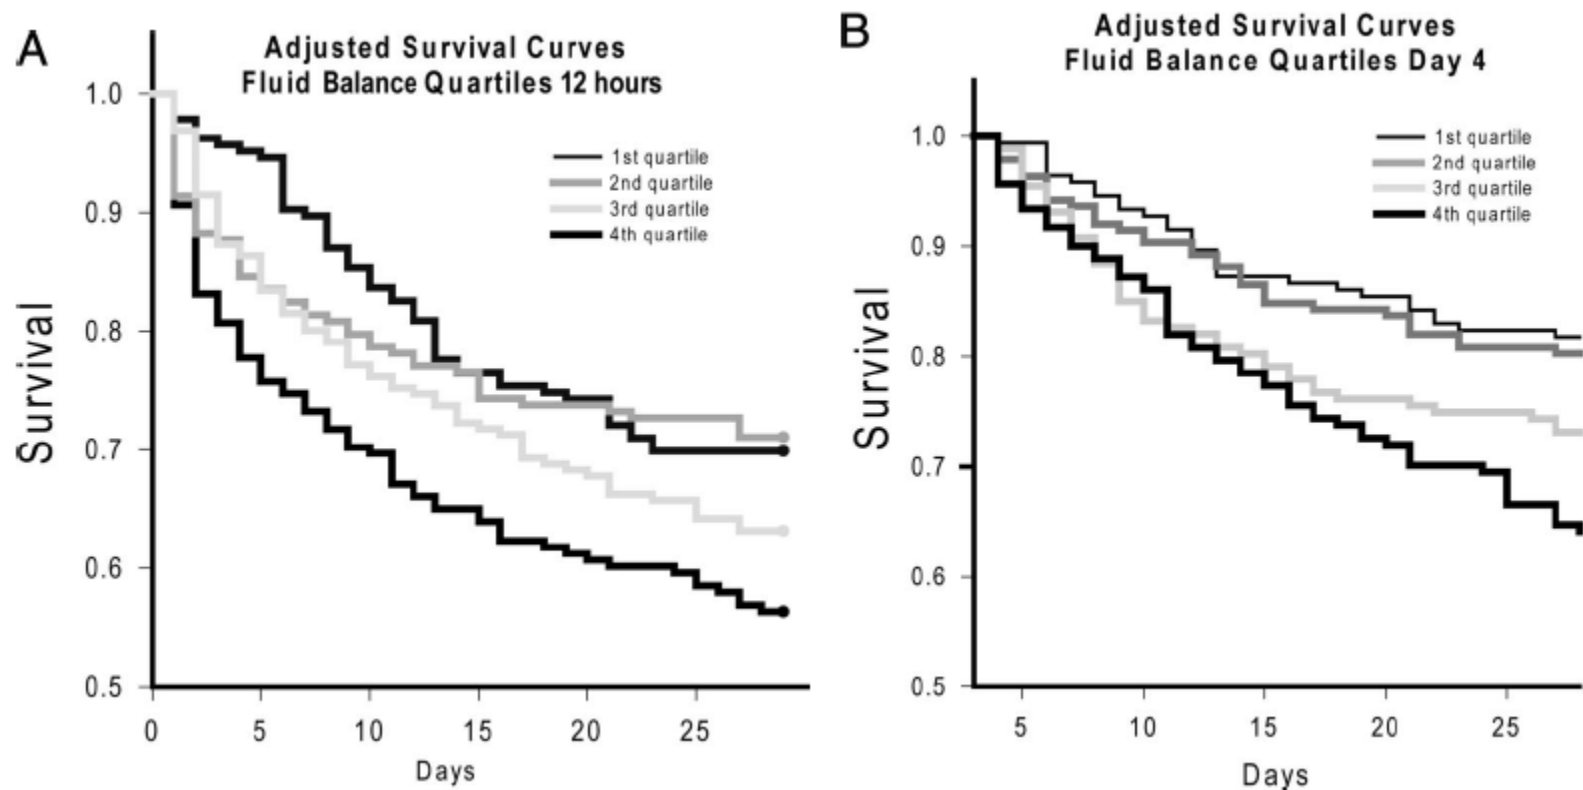 A
Adjusted Survival Curves
Fluid Balance Quartiles 12 hours
1.0
0.9
0.8
0.7
0.6
0.5
Survival
1st quartile
2nd quartile
3rd quartile
4th quartile
0 5 10 15 20 25
Days
B
Adjusted Survival Curves
Fluid Balance Quartiles Day 4
1.0
0.9
0.8
0.7
0.6
0.5
Survival
1st quartile
2nd quartile
3rd quartile
4th quartile
5 10 15 20 25
Days